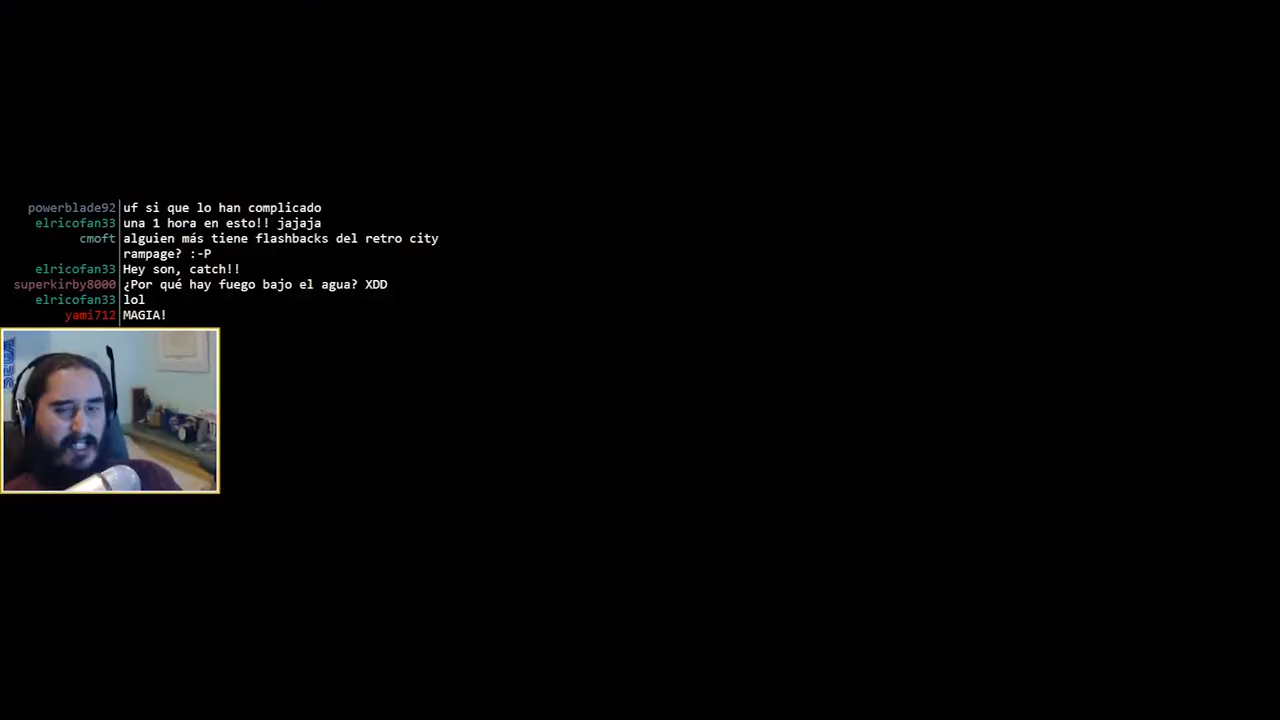 powerblade92 uf si que lo han complicado
elricofan33 una 1 hora en esto!! jajaja
cmoft alguien más tiene flashbacks del retro city
rampage? :-P
elricofan33 Hey son, catch!!
superkirby8000 ¿Por qué hay fuego bajo el agua? XDD
elricofan33 lol
yami712 MAGIA!
SEGA